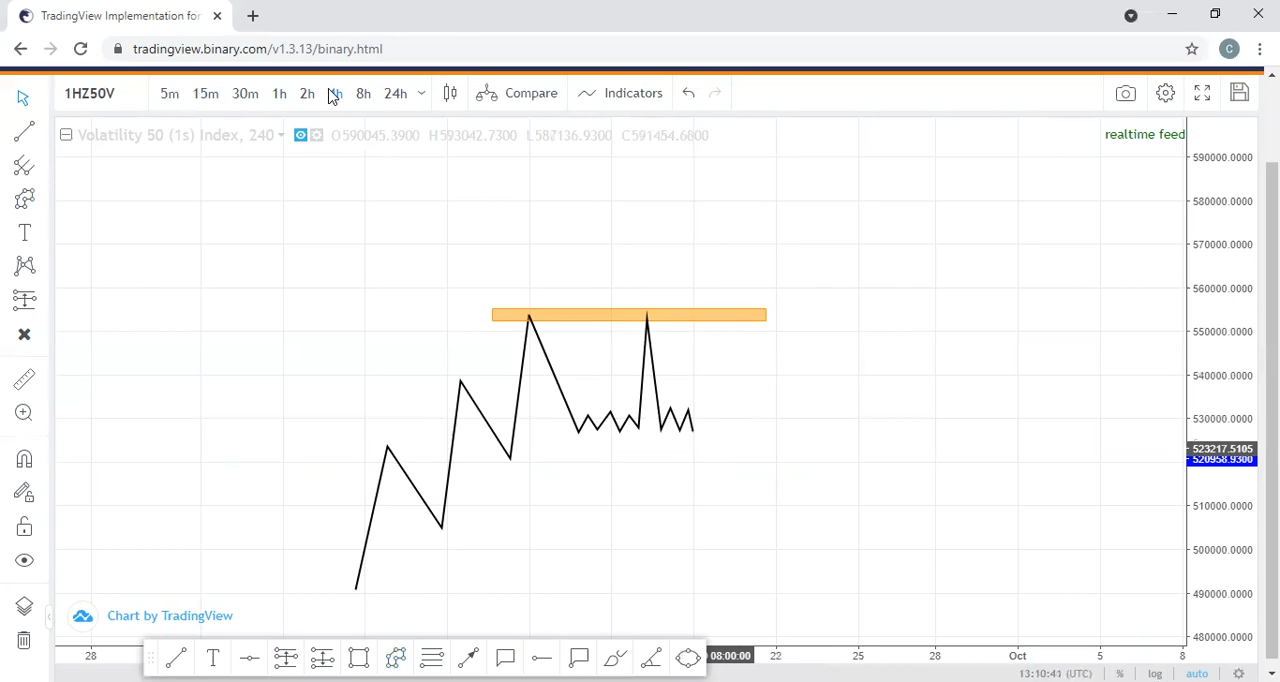 TradingView Implementation for
tradingview.binary.com/v1.3.13/binary.html
C
1HZ50V 5m 15m 30m 1h 2h 8h 24h Compare Indicators
Volatility 50 (1s) Index, 240 O590045.3900 H593042.7300 L587136.9300 C591454.6800
realtime feed
590000.0000
580000.0000
570000.0000
560000.0000
550000.0000
540000.0000
530000.0000
523217.5105
520958.9300
510000.0000
500000.0000
490000.0000
480000.0000
Chart by TradingView
28 08:00:00 22 25 28 Oct 5 8
13:10:41 (UTC) % log auto